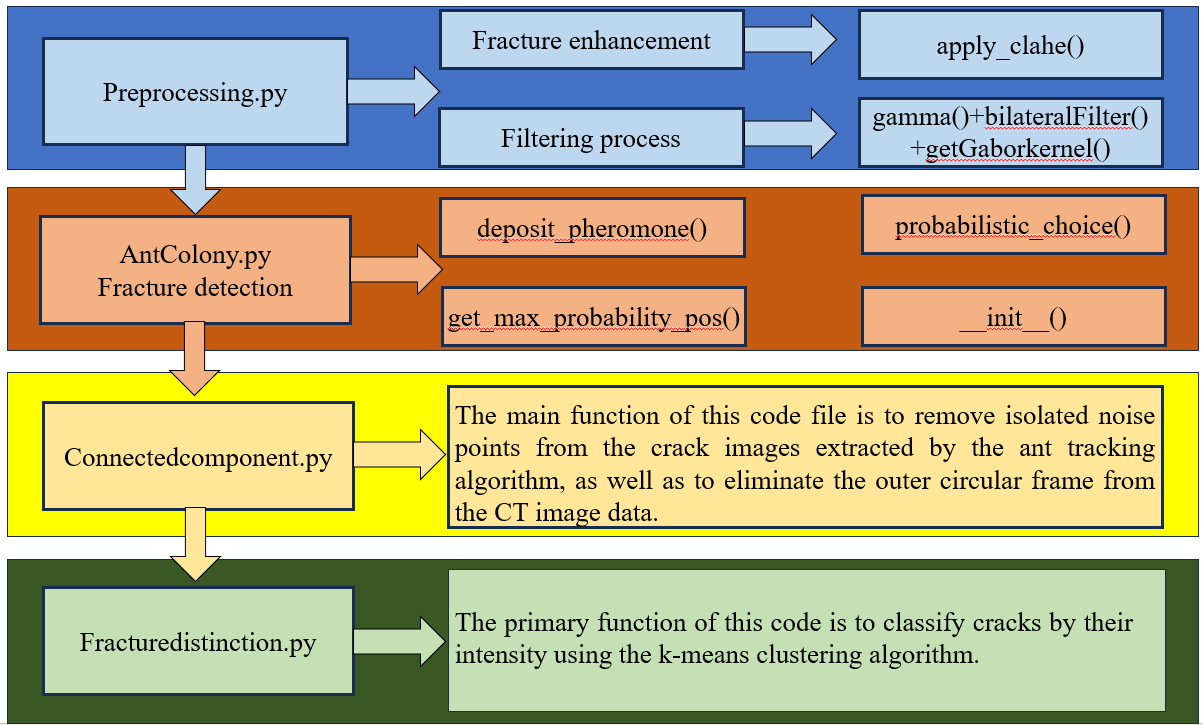 Fracture enhancement
apply_clahe()
Preprocessing.py
Filtering process
gamma()+bilateralFilter()
+getGaborkernel()
AntColony.py
Fracture detection
deposit_pheromone()
probabilistic_choice()
get_max_probability_pos()
__init__()
Connectedcomponent.py
The main function of this code file is to remove isolated noise
points from the crack images extracted by the ant tracking
algorithm, as well as to eliminate the outer circular frame from
the CT image data.
Fracturedistinction.py
The primary function of this code is to classify cracks by their
intensity using the k-means clustering algorithm.